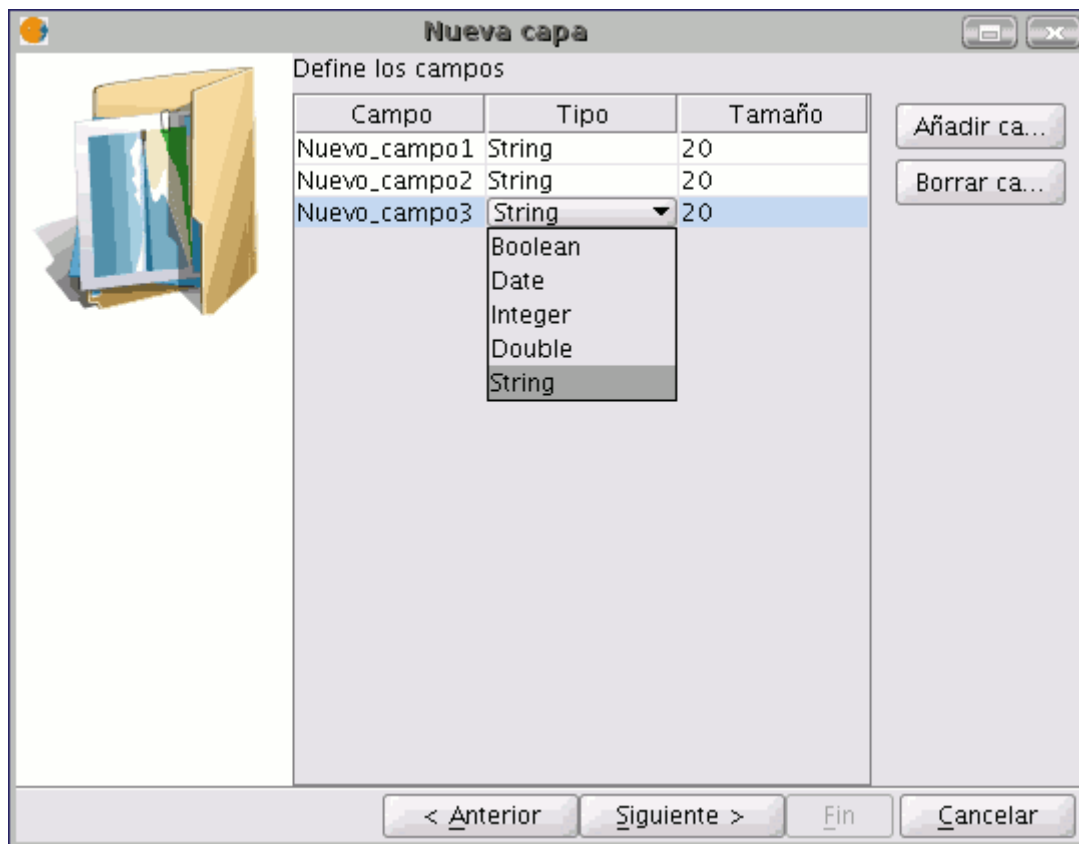 Nueva capa
Define los campos
Campo Tipo Tamaño
Nuevo_campo1 String 20
Nuevo_campo2 String 20
Nuevo_campo3 String 20
Boolean
Date
Integer
Double
String
Añadir ca...
Borrar ca...
< Anterior Siguiente > Fin Cancelar